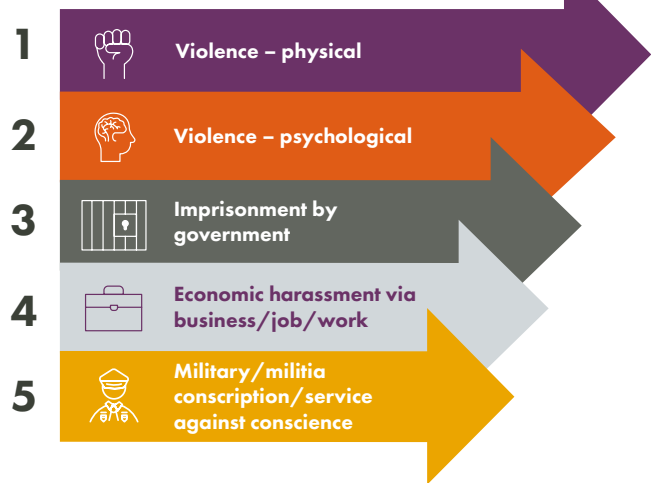 1
Violence – physical
2
Violence – psychological
3
Imprisonment by
government
4
Economic harassment via
business/job/work
5
Military/militia
conscription/service
against conscience